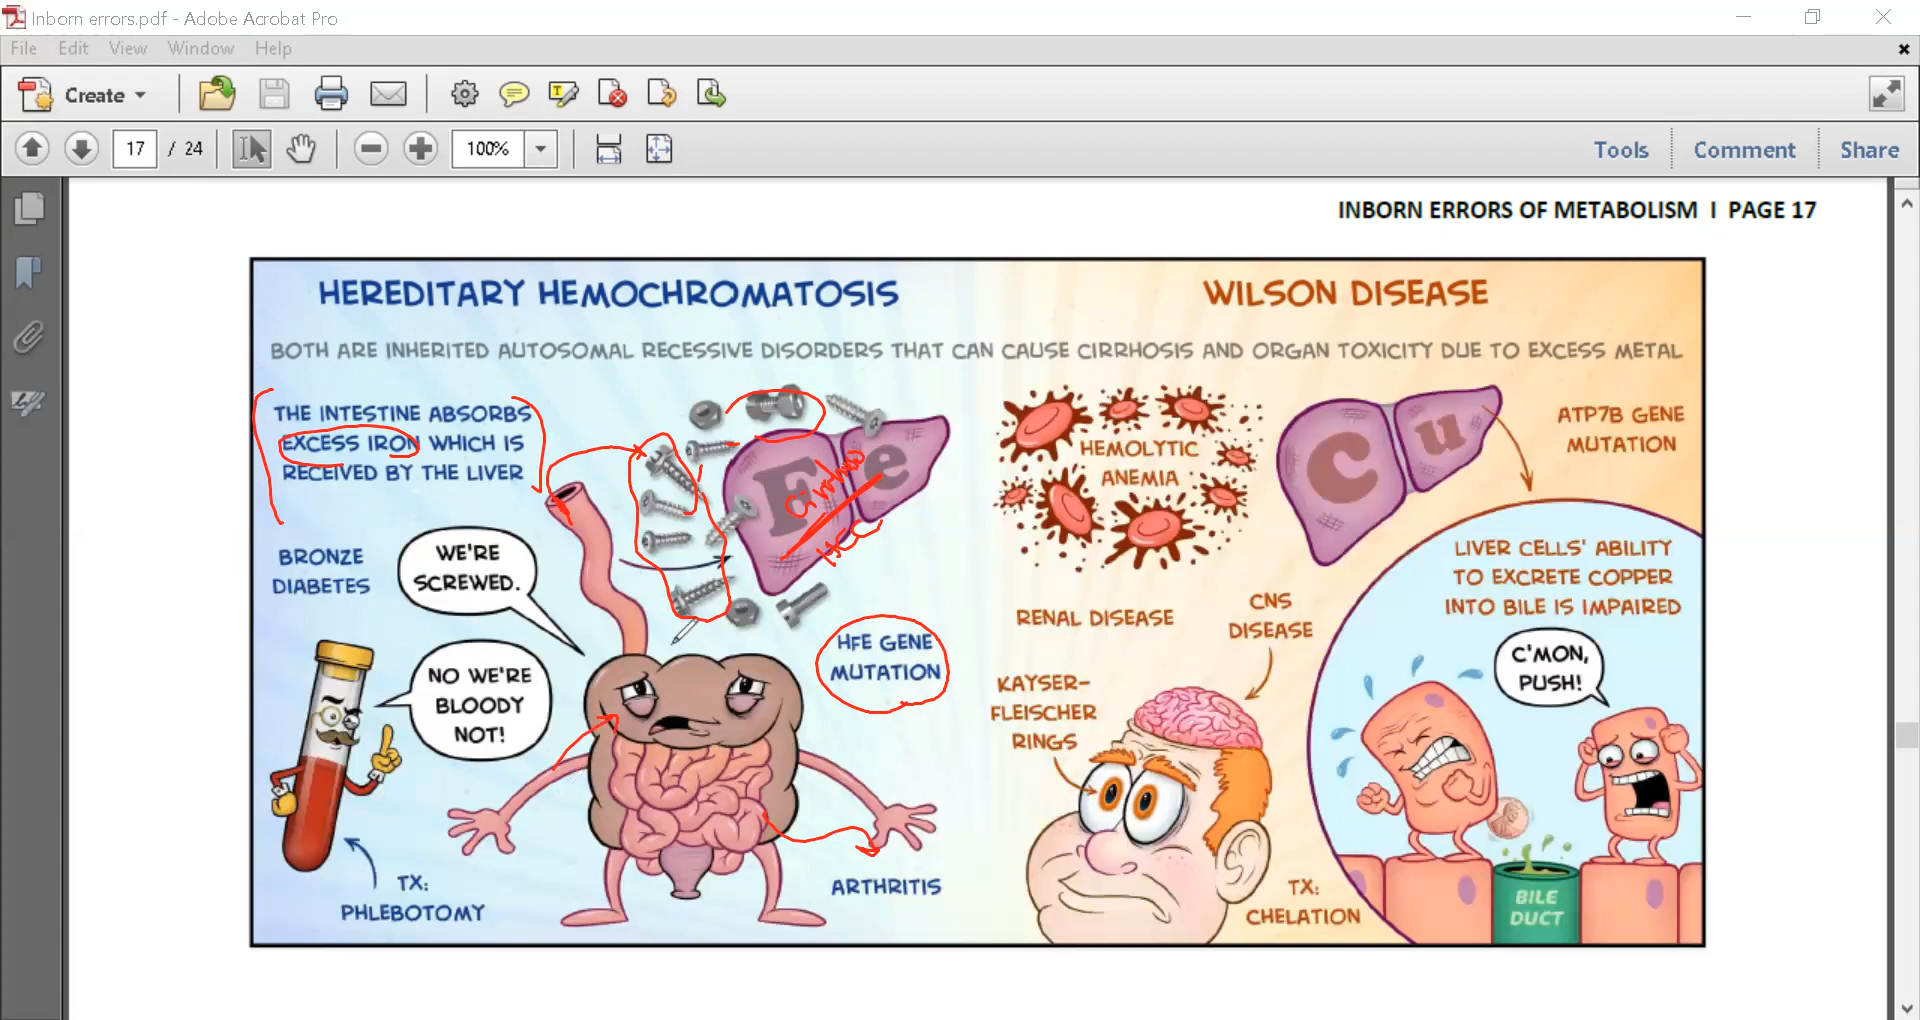 Inborn errors.pdf - Adobe Acrobat Pro
File Edit View Window Help
Create
17 / 24
100%
Tools Comment Share
INBORN ERRORS OF METABOLISM I PAGE 17
HEREDITARY HEMOCHROMATOSIS
WILSON DISEASE
BOTH ARE INHERITED AUTOSOMAL RECESSIVE DISORDERS THAT CAN CAUSE CIRRHOSIS AND ORGAN TOXICITY DUE TO EXCESS METAL
THE INTESTINE ABSORBS
EXCESS IRON WHICH IS
RECEIVED BY THE LIVER
Fe
HCC
BRONZE
DIABETES
WE'RE
SCREWED.
NO WE'RE
BLOODY
NOT!
HFE GENE
MUTATION
TX:
PHLEBOTOMY
ARTHRITIS
HEMOLYTIC
ANEMIA
Cu
ATP7B GENE
MUTATION
LIVER CELLS' ABILITY
TO EXCRETE COPPER
INTO BILE IS IMPAIRED
RENAL DISEASE
CNS
DISEASE
KAYSER-
FLEISCHER
RINGS
C'MON,
PUSH!
TX:
CHELATION
BILE
DUCT